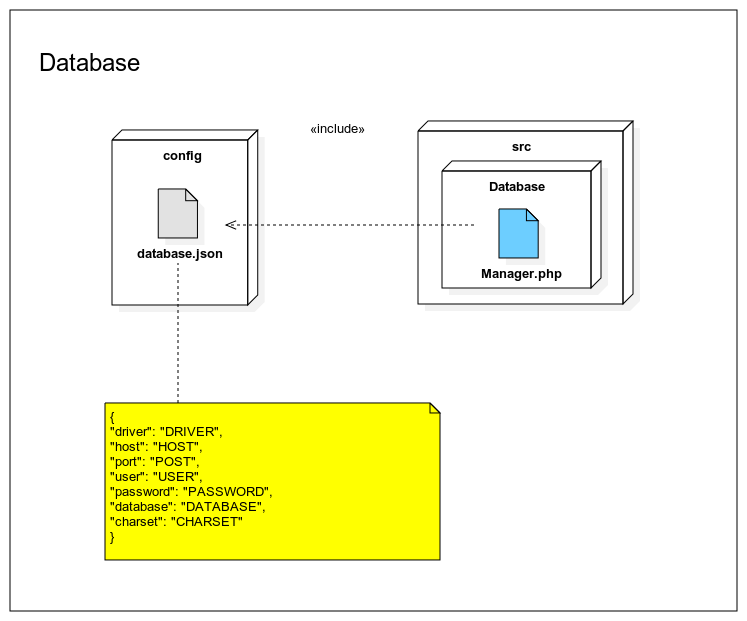 Database
«include»
config
database.json
src
Database
Manager.php
{
"driver": "DRIVER",
"host": "HOST",
"port": "POST",
"user": "USER",
"password": "PASSWORD",
"database": "DATABASE",
"charset": "CHARSET"
}